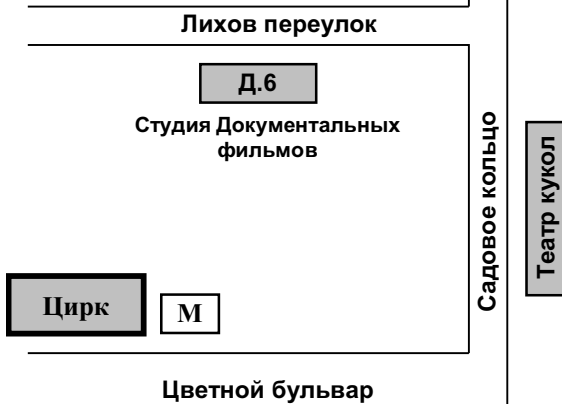 Лихов переулок
Д.6
Студия Документальных
фильмов
Садовое кольцо
Театр кукол
Цирк
М
Цветной бульвар